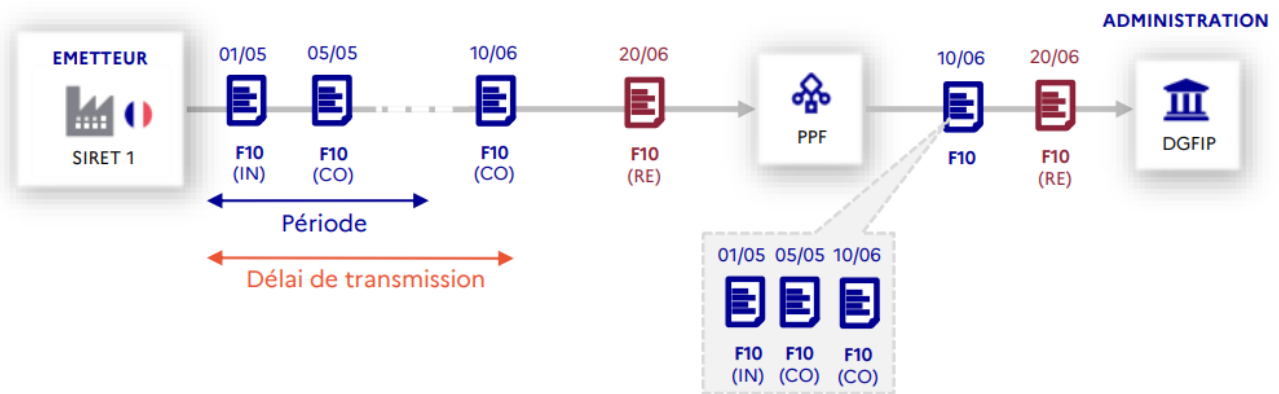 ADMINISTRATION
EMETTEUR
SIRET 1
01/05 05/05 10/06 20/06
F10 F10 F10 F10
(IN) (CO) (CO) (RE)
Période
Délai de transmission
PPF
10/06 20/06
F10 F10
(RE)
DGFIP
01/05 05/05 10/06
F10 F10 F10
(IN) (CO) (CO)